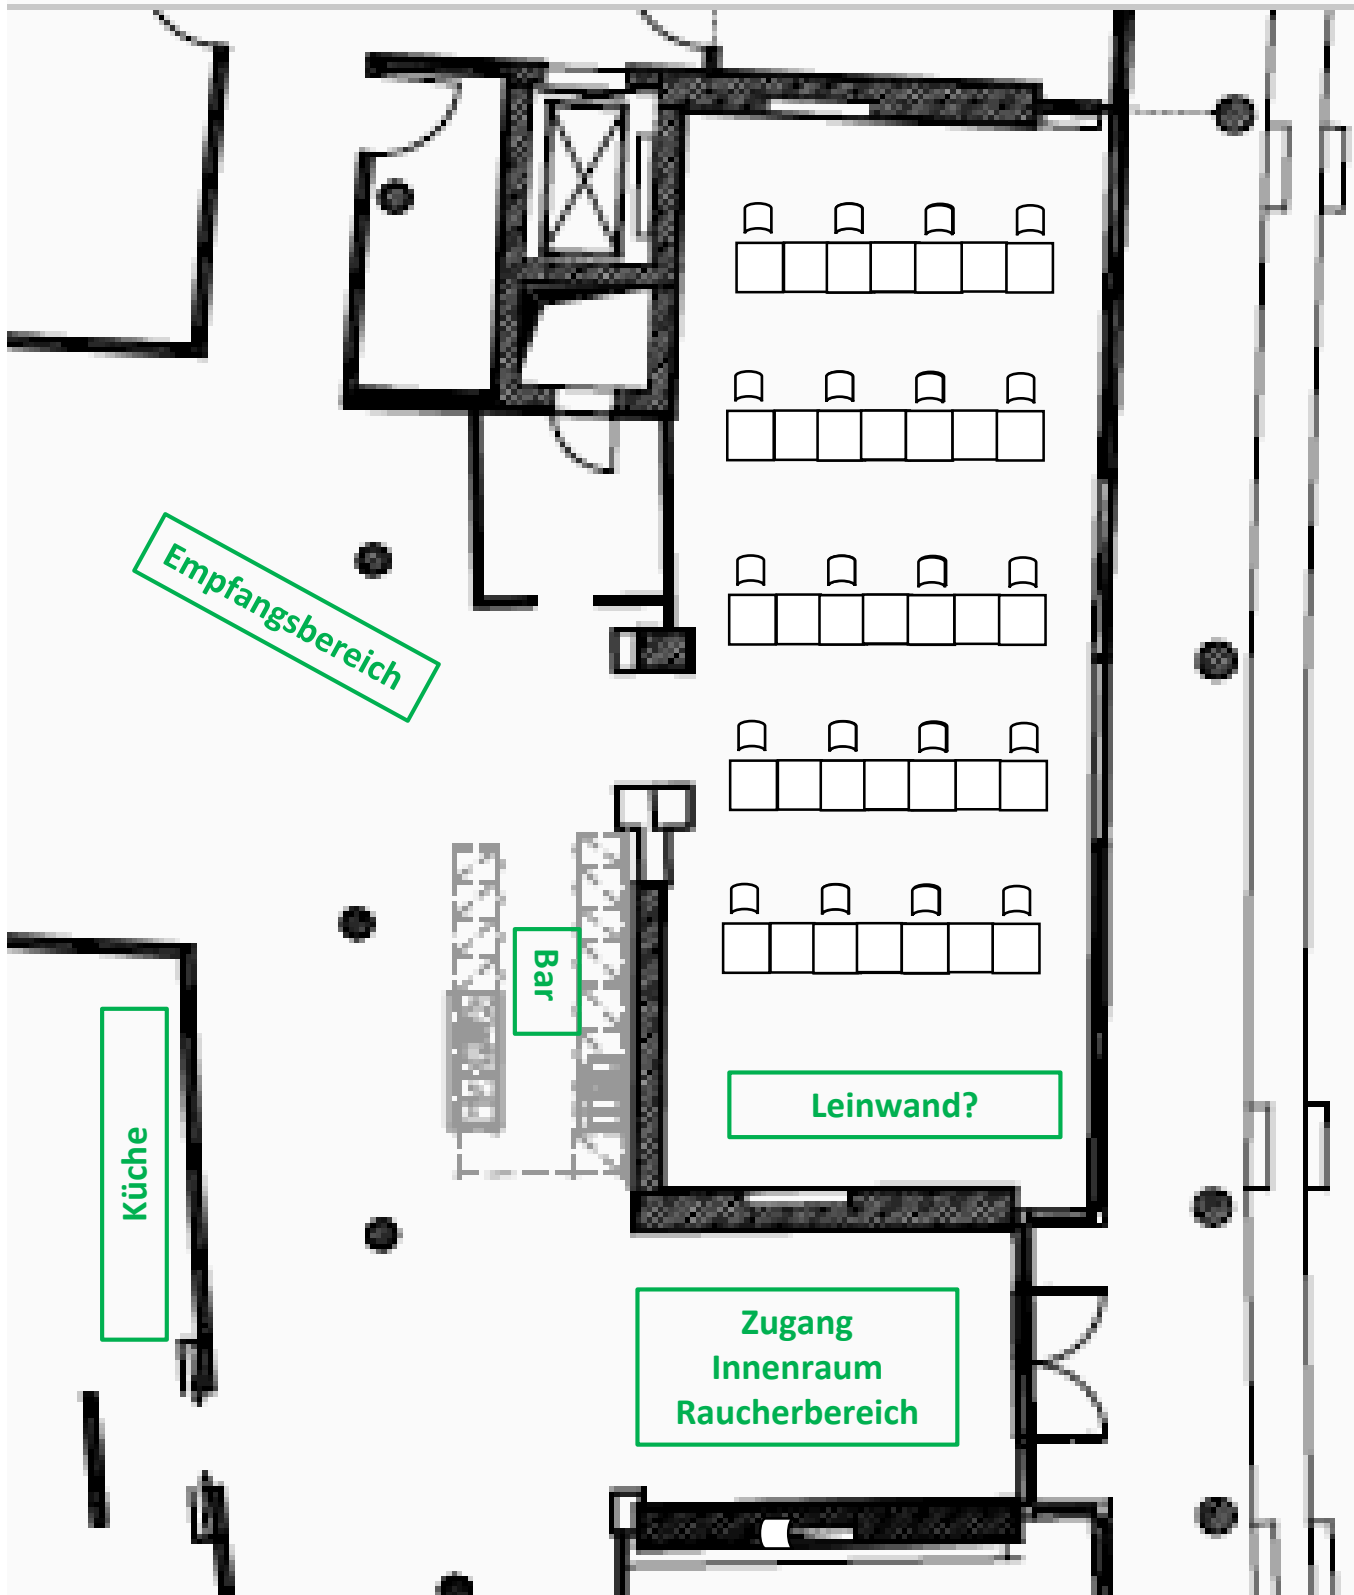 Empfangsbereich
Bar
Küche
Leinwand?
Zugang
Innenraum
Raucherbereich